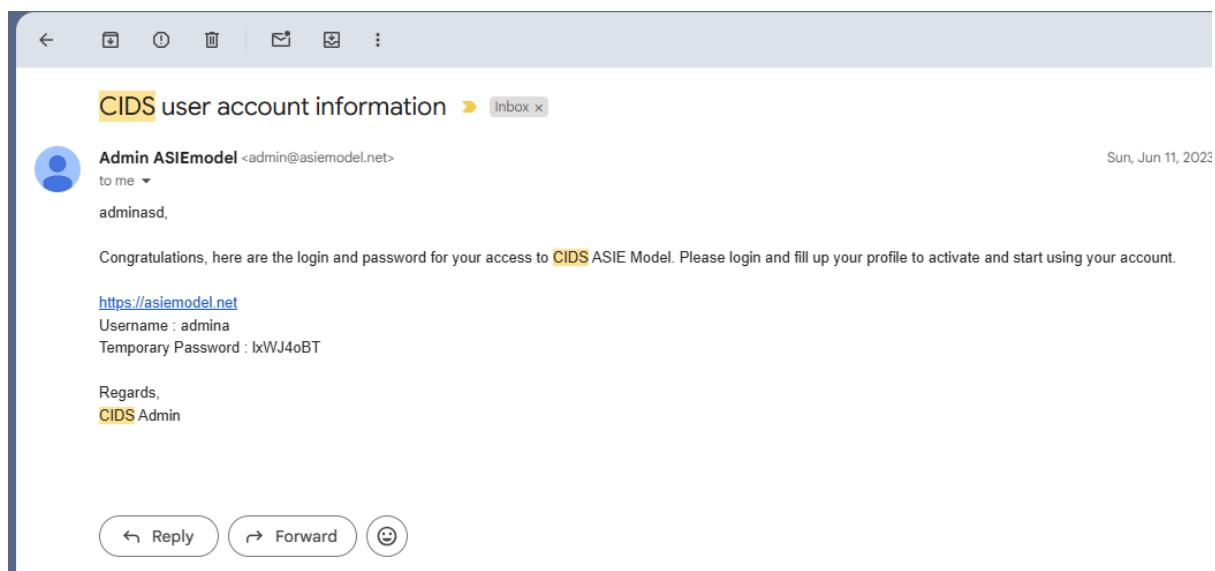 CIDS user account information
Inbox ×
Admin ASIEmodel <admin@asiemodel.net>
Sun, Jun 11, 2023
to me
adminasd,
Congratulations, here are the login and password for your access to CIDS ASIE Model. Please login and fill up your profile to activate and start using your account.
https://asiemodel.net
Username : admina
Temporary Password : IxWJ4oBT
Regards,
CIDS Admin
Reply
Forward